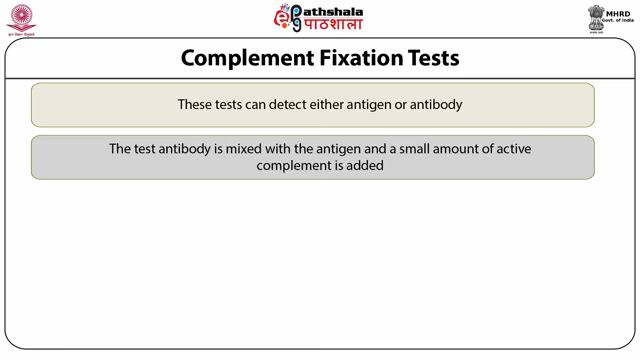 ePathshala
पाठशाला
MHRD
Govt. of India
Complement Fixation Tests
These tests can detect either antigen or antibody
The test antibody is mixed with the antigen and a small amount of active
complement is added